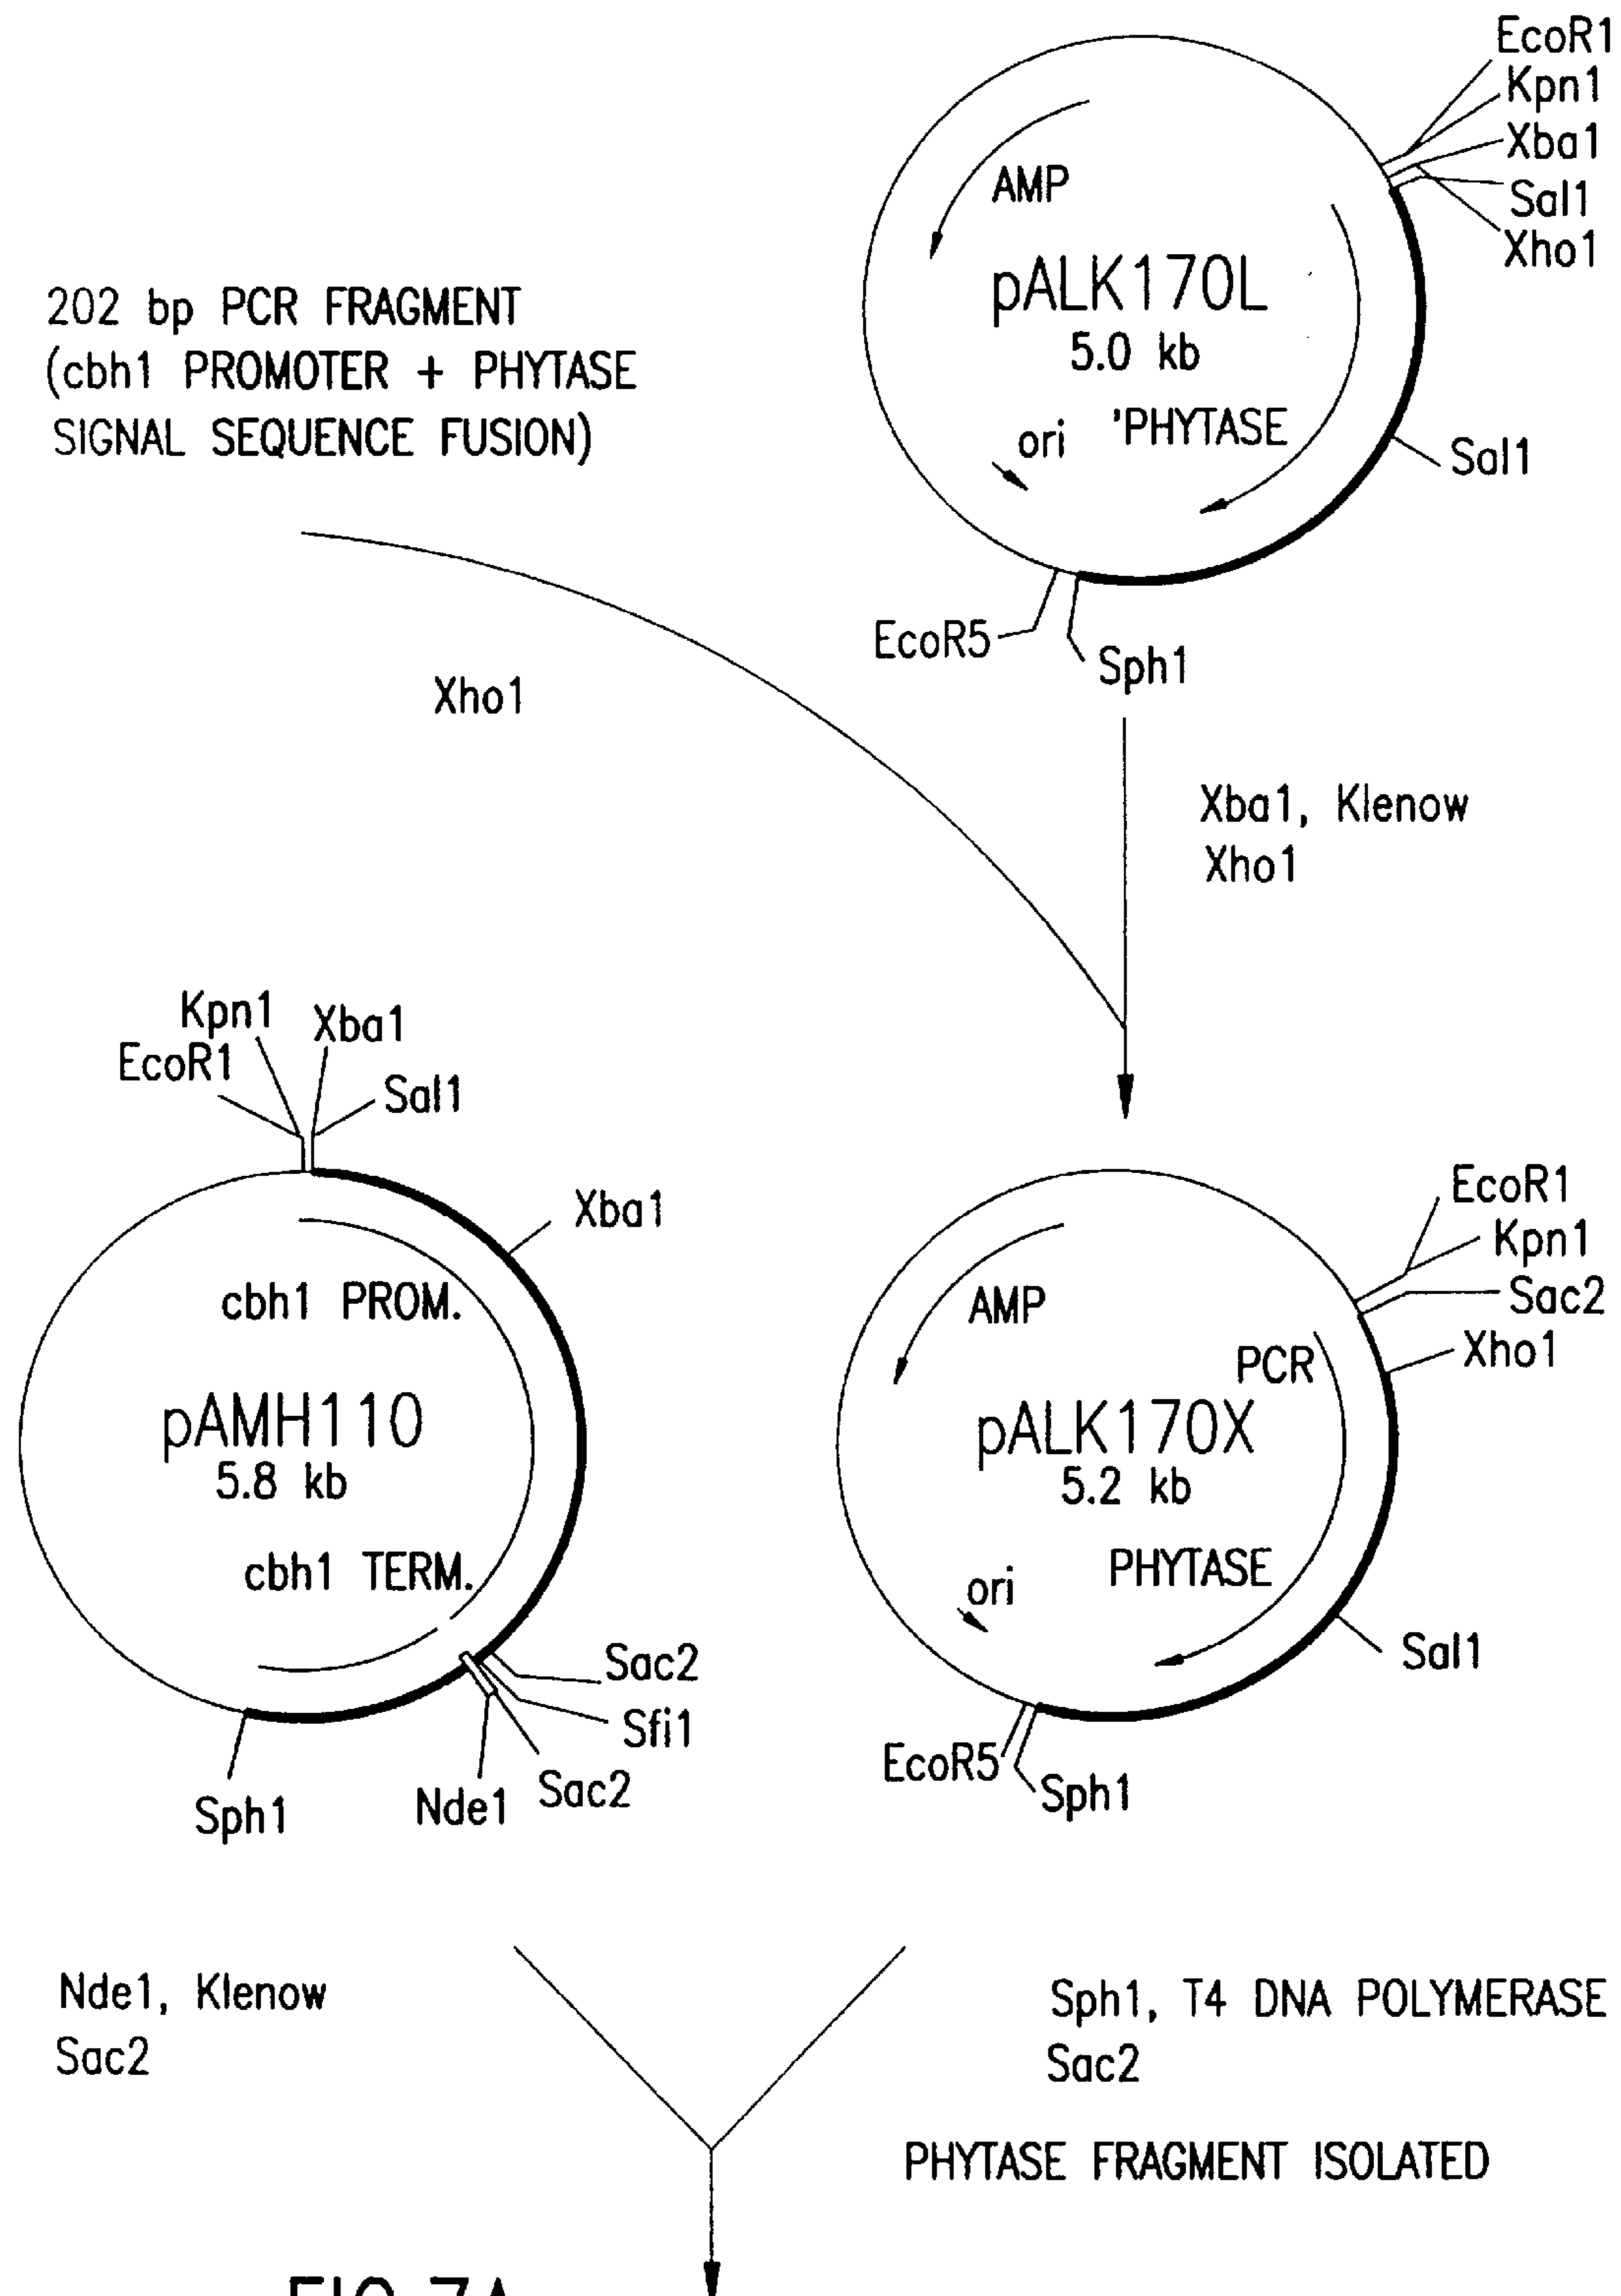 EcoR1
Kpn1
Xba1
Sal1
Xho1
AMP
pALK170L
5.0 kb
ori 'PHYTASE
Sal1
EcoR5
Sph1
202 bp PCR FRAGMENT
(cbh1 PROMOTER + PHYTASE
SIGNAL SEQUENCE FUSION)
Xho1
Xba1, Klenow
Xho1
Kpn1
Xba1
EcoR1
Sal1
Xba1
cbh1 PROM.
pAMH110
5.8 kb
cbh1 TERM.
Sac2
Sfi1
Sac2
Nde1
Sph1
EcoR1
Kpn1
Sac2
Xho1
AMP
PCR
pALK170X
5.2 kb
PHYTASE
ori
Sal1
EcoR5
Sph1
Nde1, Klenow
Sac2
Sph1, T4 DNA POLYMERASE
Sac2
PHYTASE FRAGMENT ISOLATED
FIG.7A